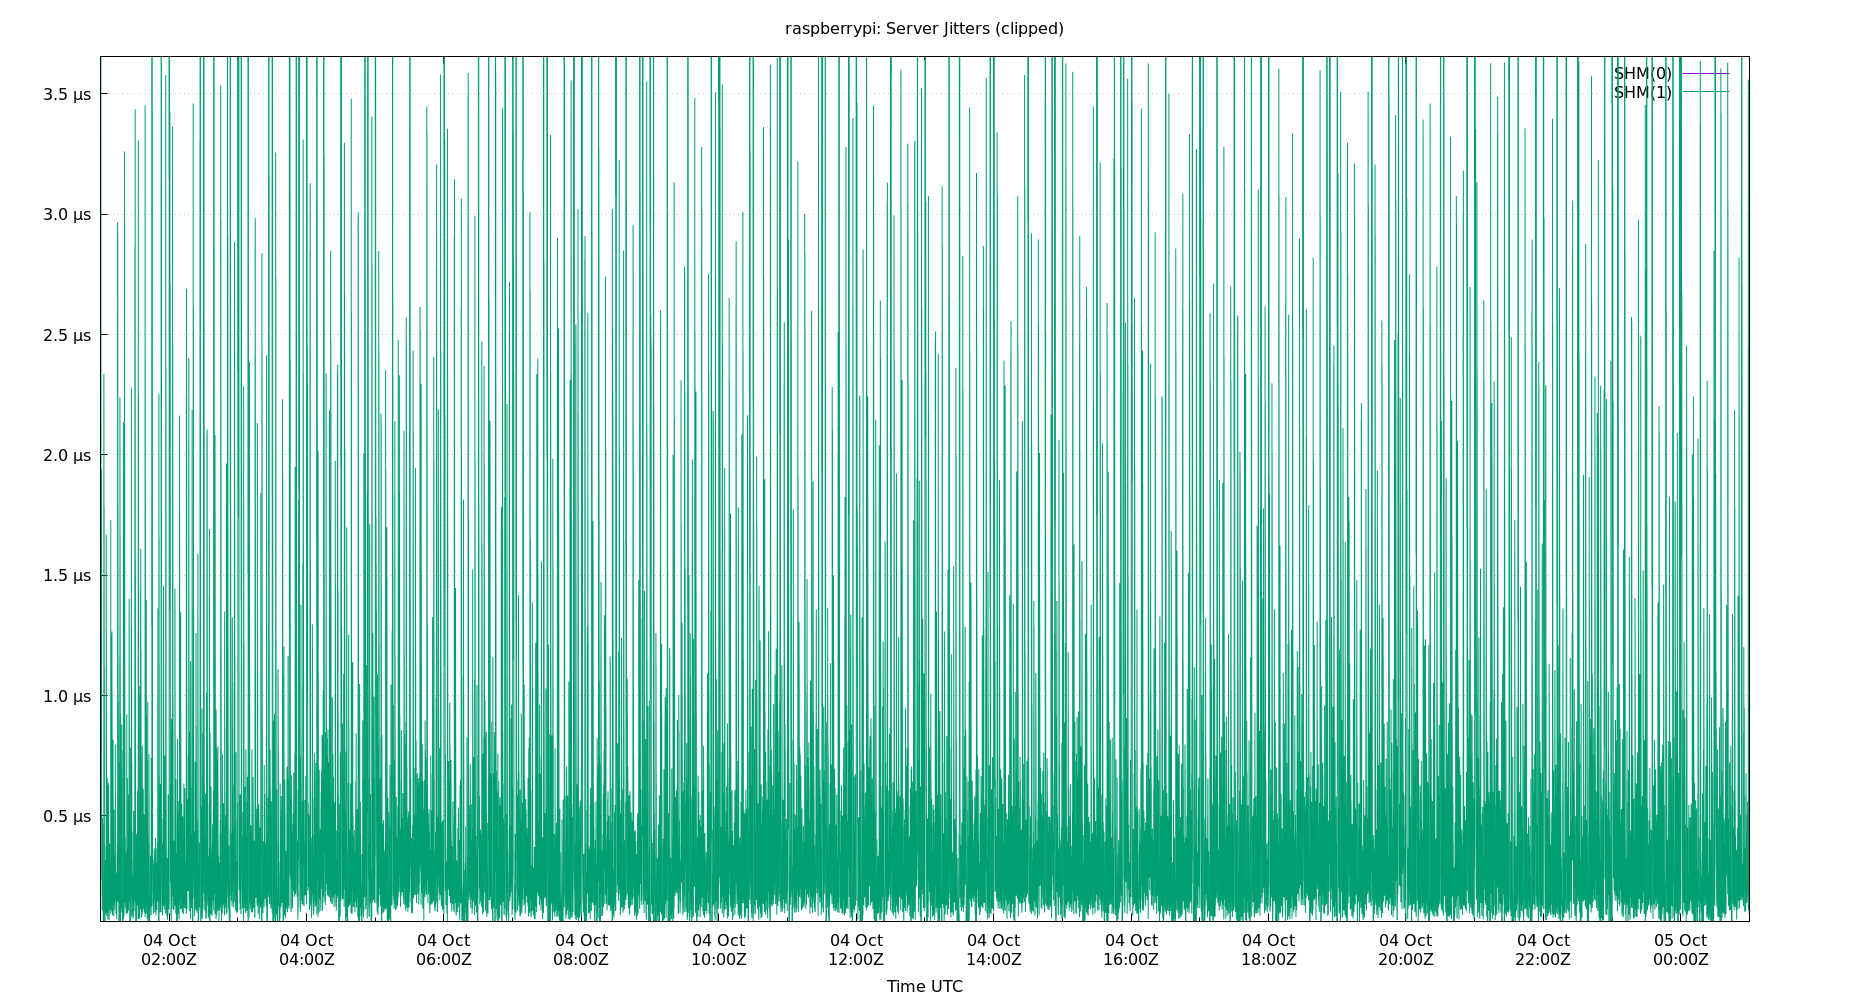 raspberrypi: Server Jitters (clipped)
SHM(0)
SHM(1)
3.5 µs
3.0 µs
2.5 µs
2.0 µs
1.5 µs
1.0 µs
0.5 µs
04 Oct 04 Oct 04 Oct 04 Oct 04 Oct 04 Oct 04 Oct 04 Oct 04 Oct 04 Oct 04 Oct 05 Oct
02:00Z 04:00Z 06:00Z 08:00Z 10:00Z 12:00Z 14:00Z 16:00Z 18:00Z 20:00Z 22:00Z 00:00Z
Time UTC